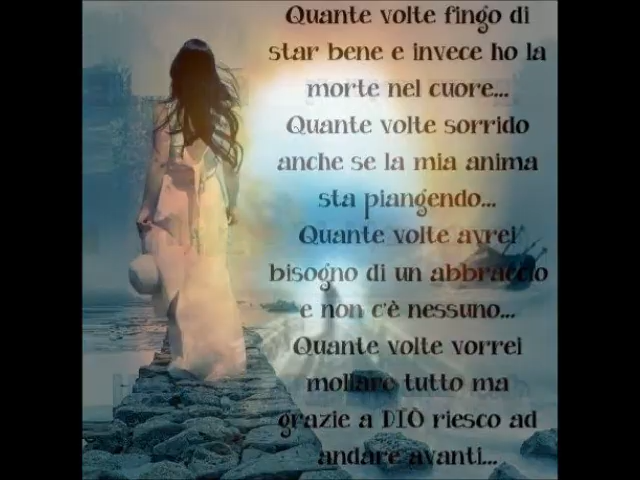 Quante volte fingo di
star bene e invece ho la
morte nel cuore...
Quante volte sorrido
anche se la mia anima
sta piangendo...
Quante volte avrei
bisogno di un abbraccio
e non c'è nessuno...
Quante volte vorrei
mollare tutto ma
grazie a DIO riesco ad
andare avanti...